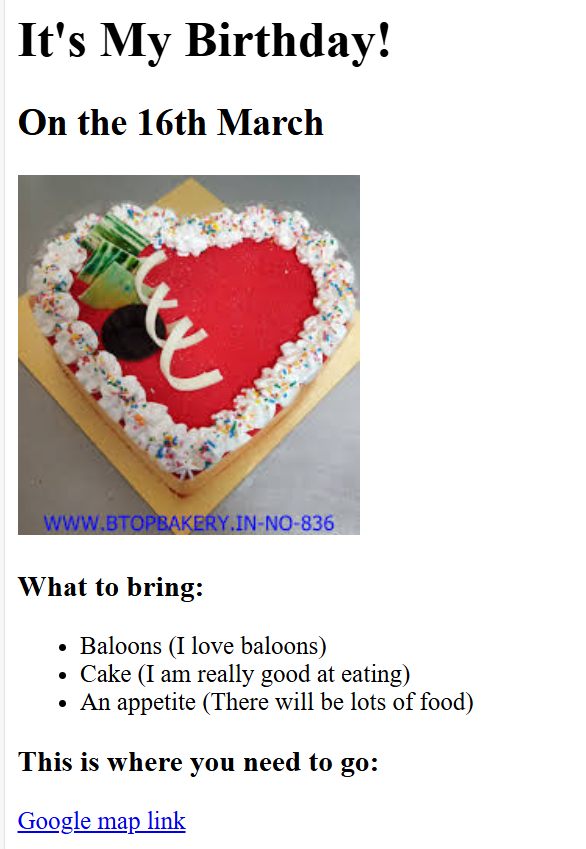 It's My Birthday!
On the 16th March
WWW.BTOPBAKERY.IN-NO-836
What to bring:
Baloons (I love baloons)
Cake (I am really good at eating)
An appetite (There will be lots of food)
This is where you need to go:
Google map link